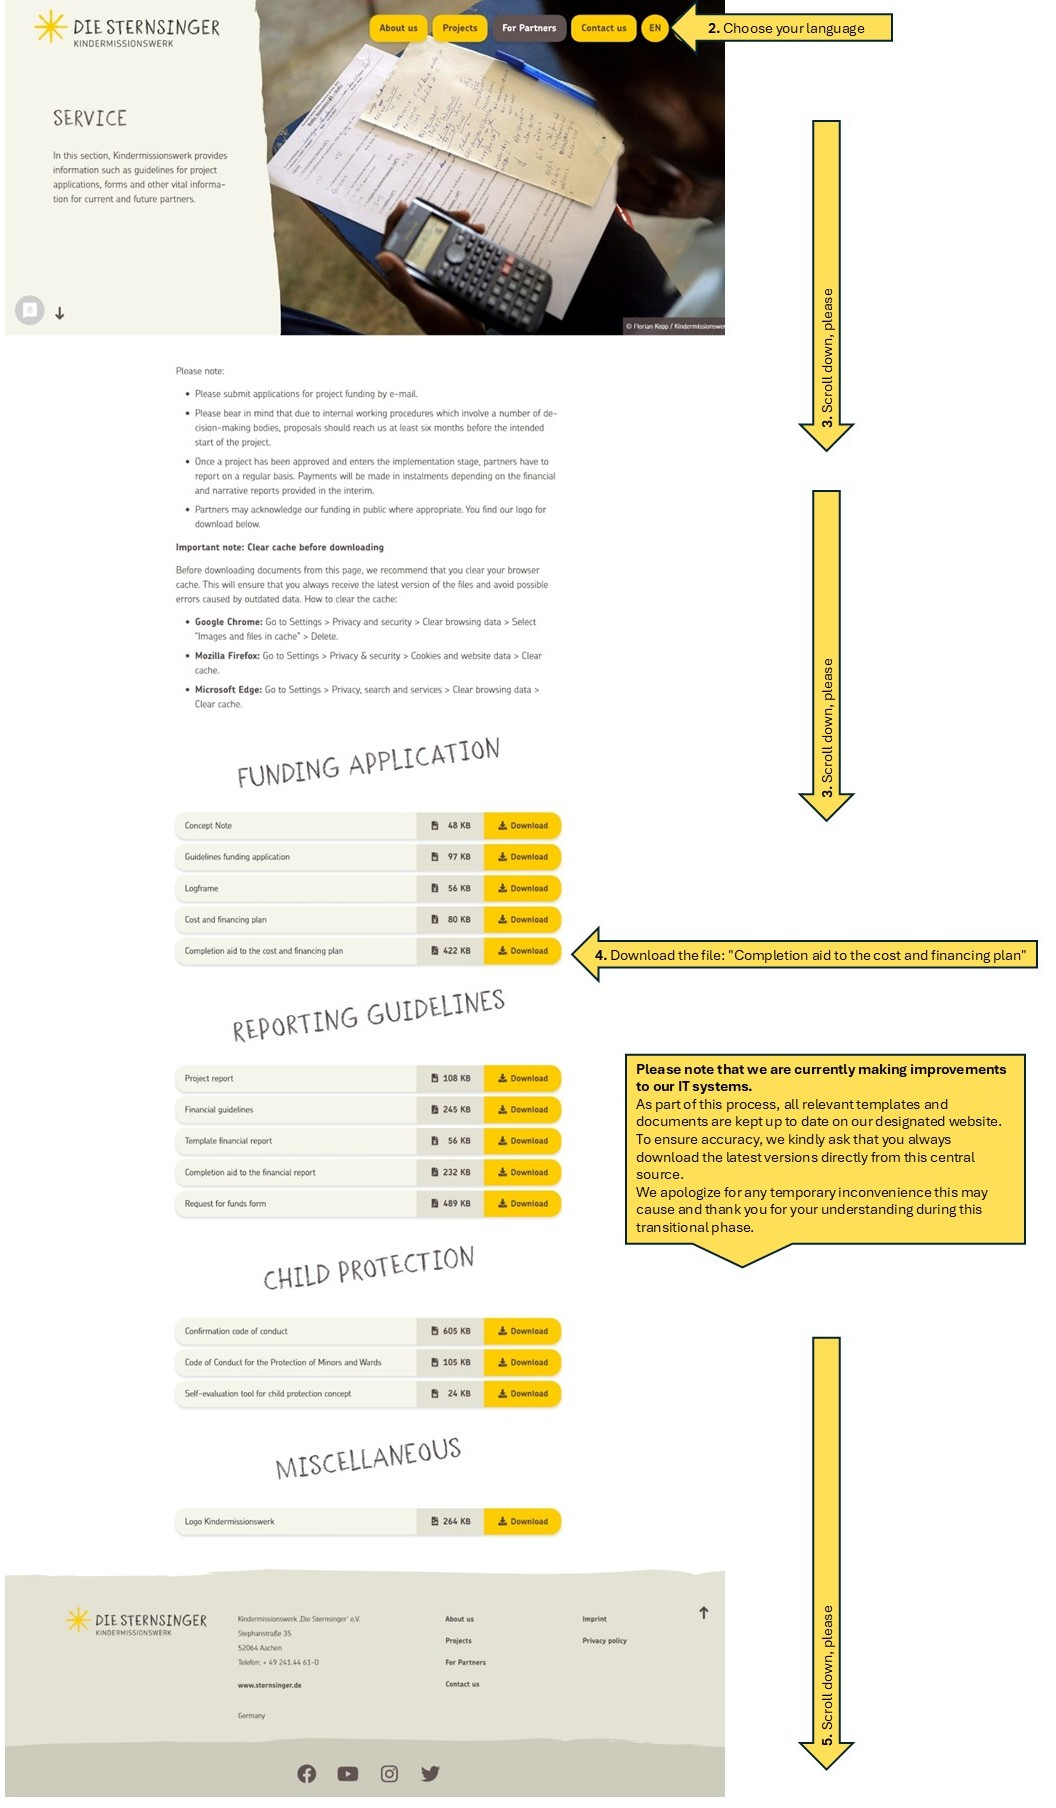 DIE STERNSINGER
KINDERMISSIONSWERK
About us
Projects
For Partners
Contact us
EN
2. Choose your language
SERVICE
In this section, Kindermissionswerk provides
information such as guidelines for project
applications, forms and other vital informa-
tion for current and future partners.
© Florian Kopp / Kindermissionswer
3. Scroll down, please
Please note:
• Please submit applications for project funding by e-mail.
• Please bear in mind that due to internal working procedures which involve a number of de-
cision-making bodies, proposals should reach us at least six months before the intended
start of the project.
• Once a project has been approved and enters the implementation stage, partners have to
report on a regular basis. Payments will be made in instalments depending on the financial
and narrative reports provided in the interim.
• Partners may acknowledge our funding in public where appropriate. You find our logo for
download below.
Important note: Clear cache before downloading
Before downloading documents from this page, we recommend that you clear your browser
cache. This will ensure that you always receive the latest version of the files and avoid possible
errors caused by outdated data. How to clear the cache:
• Google Chrome: Go to Settings > Privacy and security > Clear browsing data > Select
"Images and files in cache" > Delete.
• Mozilla Firefox: Go to Settings > Privacy & security > Cookies and website data > Clear
cache.
• Microsoft Edge: Go to Settings > Privacy, search and services > Clear browsing data >
Clear cache.
3. Scroll down, please
FUNDING APPLICATION
Concept Note 48 KB Download
Guidelines funding application 97 KB Download
Logframe 56 KB Download
Cost and financing plan 80 KB Download
Completion aid to the cost and financing plan 422 KB Download
4. Download the file: "Completion aid to the cost and financing plan"
REPORTING GUIDELINES
Project report 108 KB Download
Financial guidelines 245 KB Download
Template financial report 56 KB Download
Completion aid to the financial report 232 KB Download
Request for funds form 489 KB Download
Please note that we are currently making improvements
to our IT systems.
As part of this process, all relevant templates and
documents are kept up to date on our designated website.
To ensure accuracy, we kindly ask that you always
download the latest versions directly from this central
source.
We apologize for any temporary inconvenience this may
cause and thank you for your understanding during this
transitional phase.
CHILD PROTECTION
Confirmation code of conduct 605 KB Download
Code of Conduct for the Protection of Minors and Wards 105 KB Download
Self-evaluation tool for child protection concept 24 KB Download
MISCELLANEOUS
Logo Kindermissionswerk 264 KB Download
5. Scroll down, please
DIE STERNSINGER
KINDERMISSIONSWERK
Kindermissionswerk ‚Die Sternsinger' e.V.
Stephanstraße 35
52064 Aachen
Telefon: + 49 241.44 61-0
www.sternsinger.de
Germany
About us
Projects
For Partners
Contact us
Imprint
Privacy policy